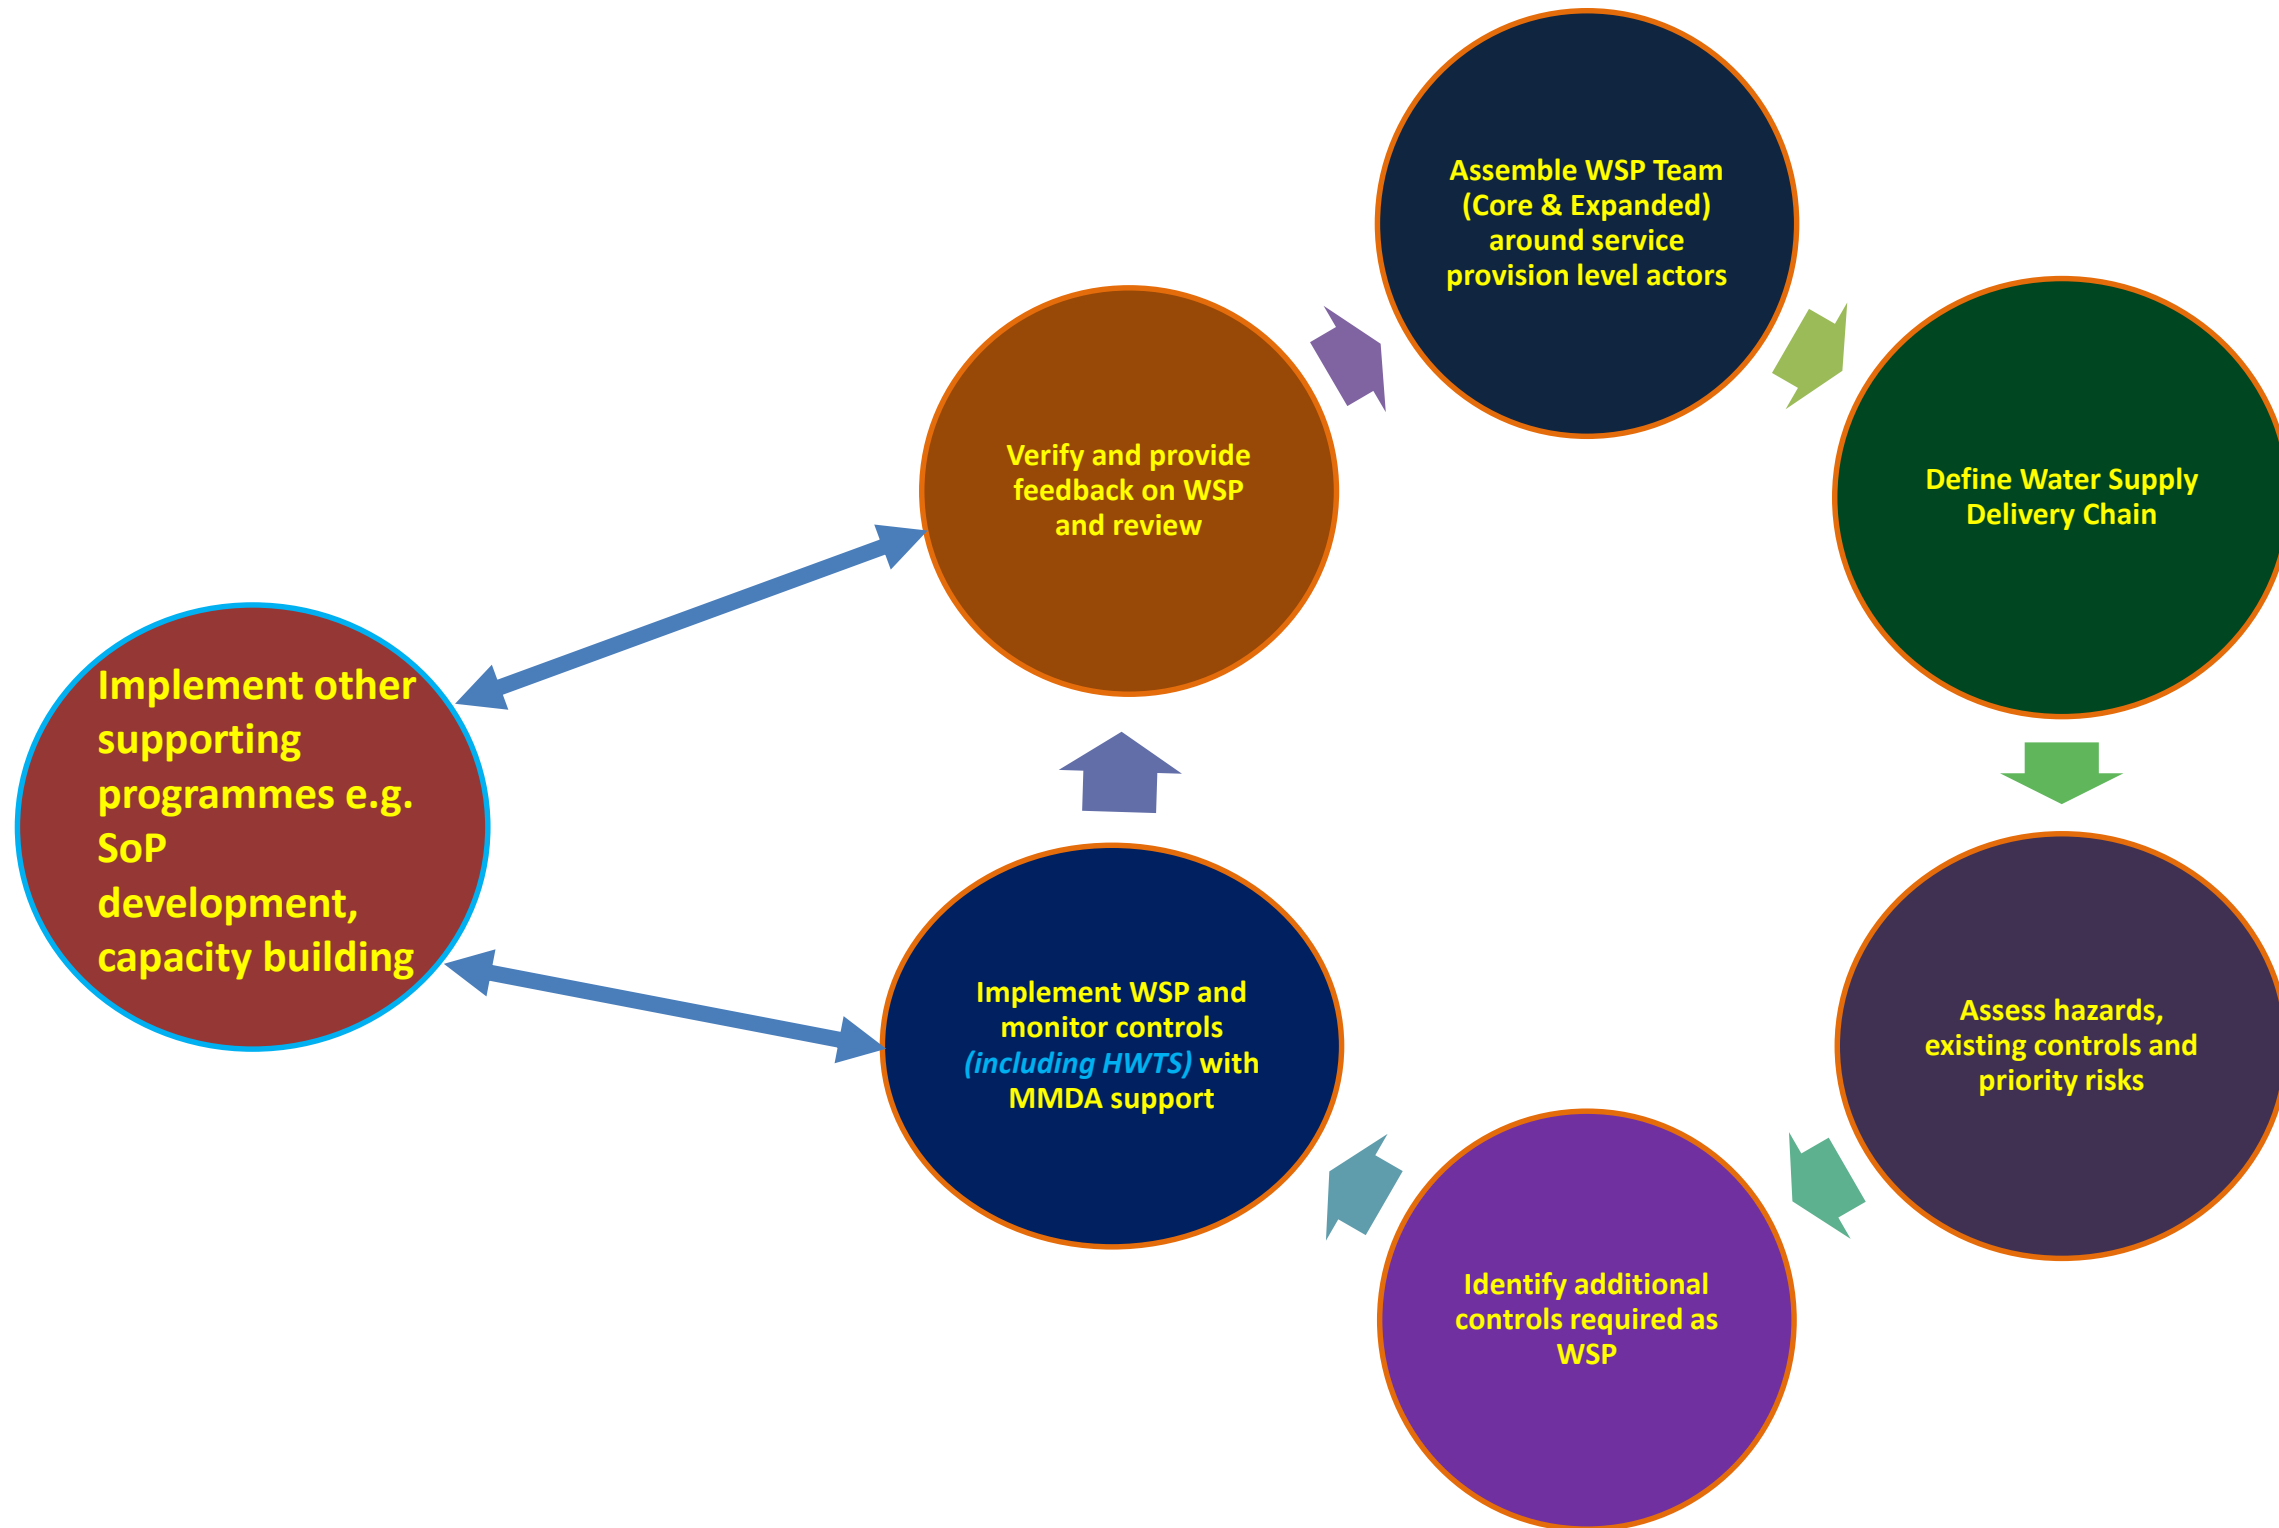 Assemble WSP Team
(Core & Expanded)
around service
provision level actors
Define Water Supply
Delivery Chain
Assess hazards,
existing controls and
priority risks
Identify additional
controls required as
WSP
Implement WSP and
monitor controls
(including HWTS) with
MMDA support
Verify and provide
feedback on WSP
and review
Implement other
supporting
programmes e.g.
SoP
development,
capacity building